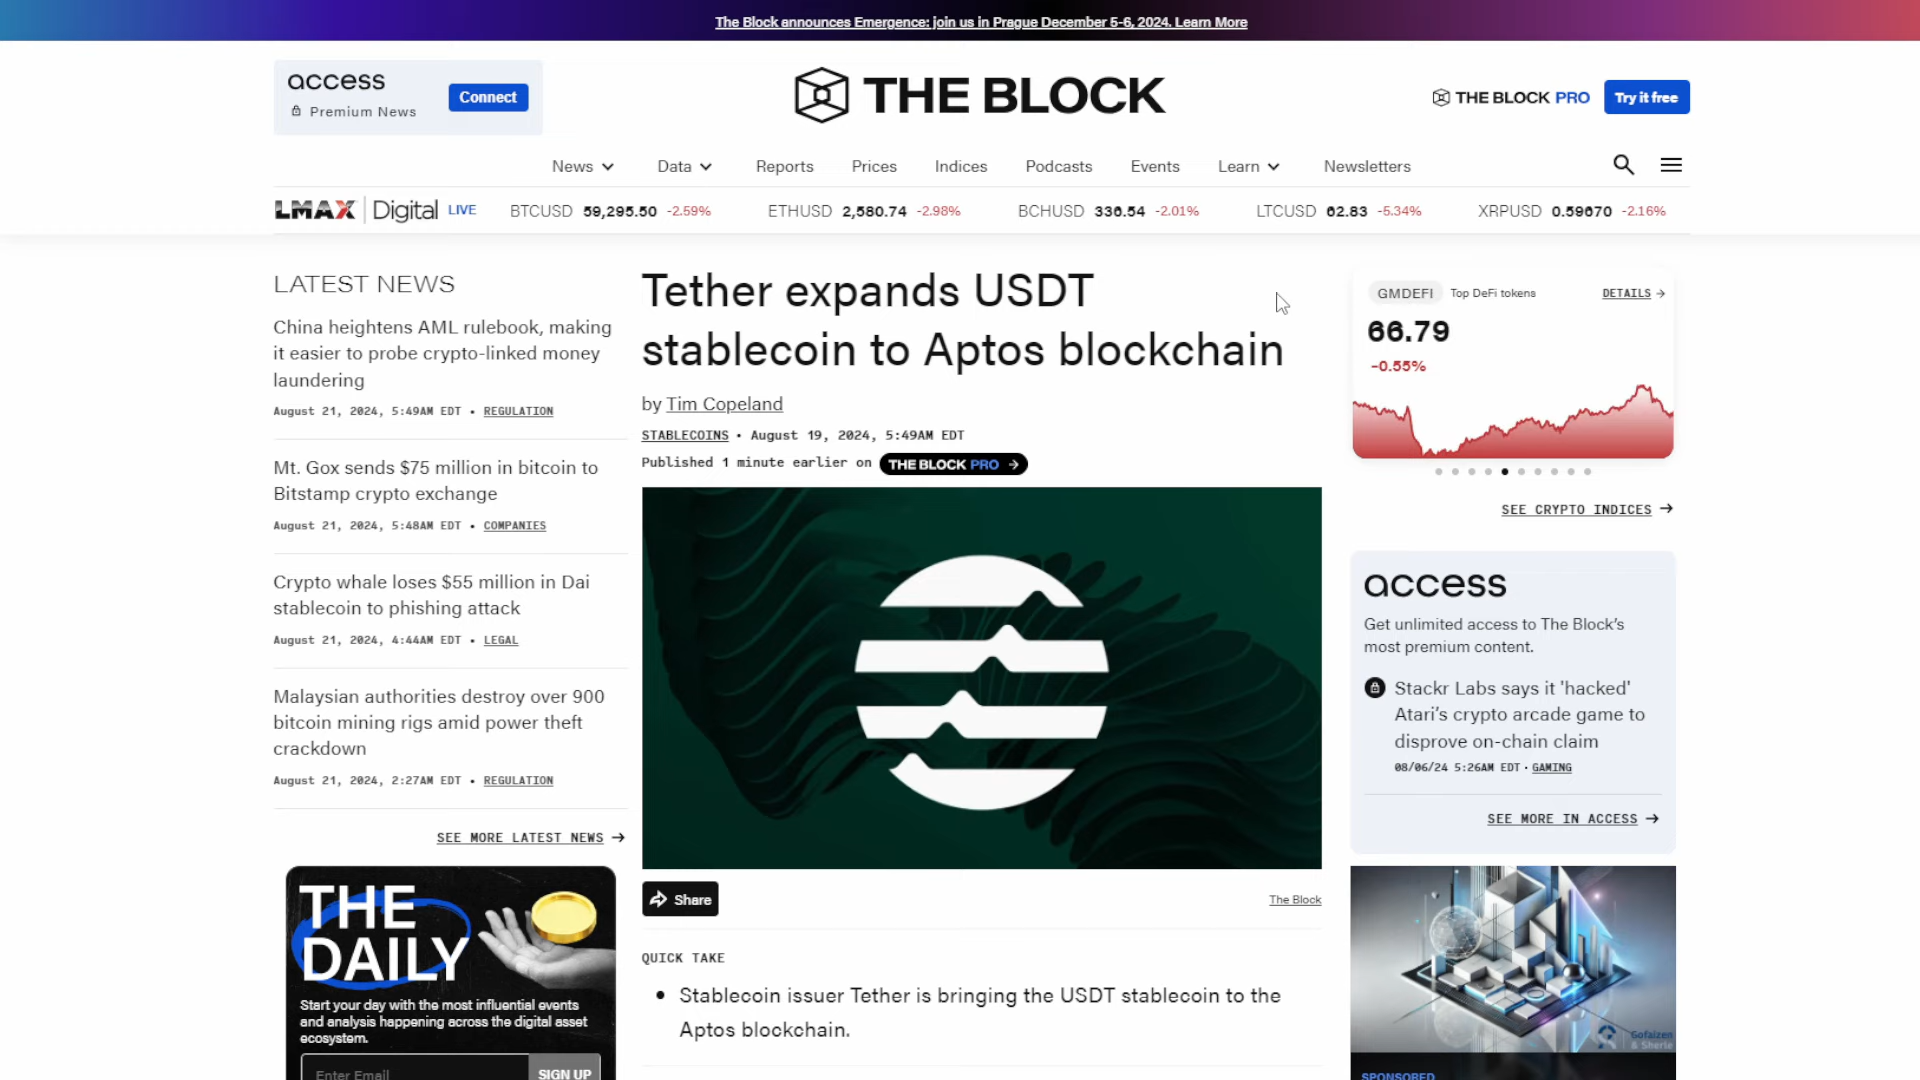 The Block announces Emergence: join us in Prague December 5-6, 2024. Learn More
access
Premium News
Connect
THE BLOCK
THE BLOCK PRO
Try it free
News
Data
Reports
Prices
Indices
Podcasts
Events
Learn
Newsletters
LMAX Digital LIVE
BTCUSD 59,295.50 -2.59%
ETHUSD 2,580.74 -2.98%
BCHUSD 336.54 -2.01%
LTCUSD 62.83 -5.34%
XRPUSD 0.59670 -2.16%
LATEST NEWS
China heightens AML rulebook, making
it easier to probe crypto-linked money
laundering
August 21, 2024, 5:49AM EDT • REGULATION
Mt. Gox sends $75 million in bitcoin to
Bitstamp crypto exchange
August 21, 2024, 5:48AM EDT • COMPANIES
Crypto whale loses $55 million in Dai
stablecoin to phishing attack
August 21, 2024, 4:44AM EDT • LEGAL
Malaysian authorities destroy over 900
bitcoin mining rigs amid power theft
crackdown
August 21, 2024, 2:27AM EDT • REGULATION
SEE MORE LATEST NEWS →
THE
DAILY
Start your day with the most influential events
and analysis happening across the digital asset
ecosystem.
Enter Email
SIGN UP
Tether expands USDT
stablecoin to Aptos blockchain
by Tim Copeland
STABLECOINS • August 19, 2024, 5:49AM EDT
Published 1 minute earlier on THE BLOCK PRO →
Share
The Block
QUICK TAKE
• Stablecoin issuer Tether is bringing the USDT stablecoin to the
Aptos blockchain.
GMDEFI Top DeFi tokens DETAILS →
66.79
-0.55%
SEE CRYPTO INDICES →
access
Get unlimited access to The Block's
most premium content.
Stackr Labs says it 'hacked'
Atari's crypto arcade game to
disprove on-chain claim
08/06/24 5:26AM EDT • GAMING
SEE MORE IN ACCESS →
Gofaizen
& Sherle
SPONSORED